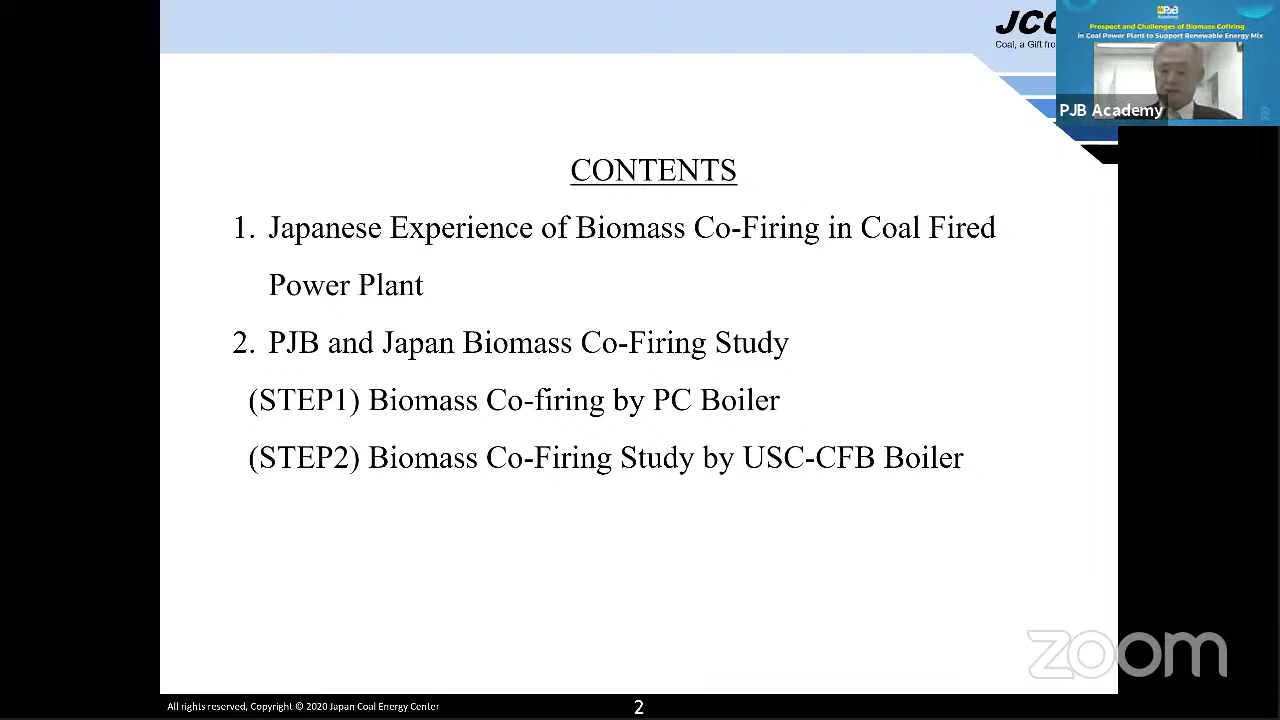 JCO
Coal, a Gift fro
PJB
Academy
Prospect and Challenges of Biomass Cofiring
in Coal Power Plant to Support Renewable Energy Mix
PJB Academy
CONTENTS
1. Japanese Experience of Biomass Co-Firing in Coal Fired
Power Plant
2. PJB and Japan Biomass Co-Firing Study
(STEP1) Biomass Co-firing by PC Boiler
(STEP2) Biomass Co-Firing Study by USC-CFB Boiler
zoom
All rights reserved, Copyright © 2020 Japan Coal Energy Center
2